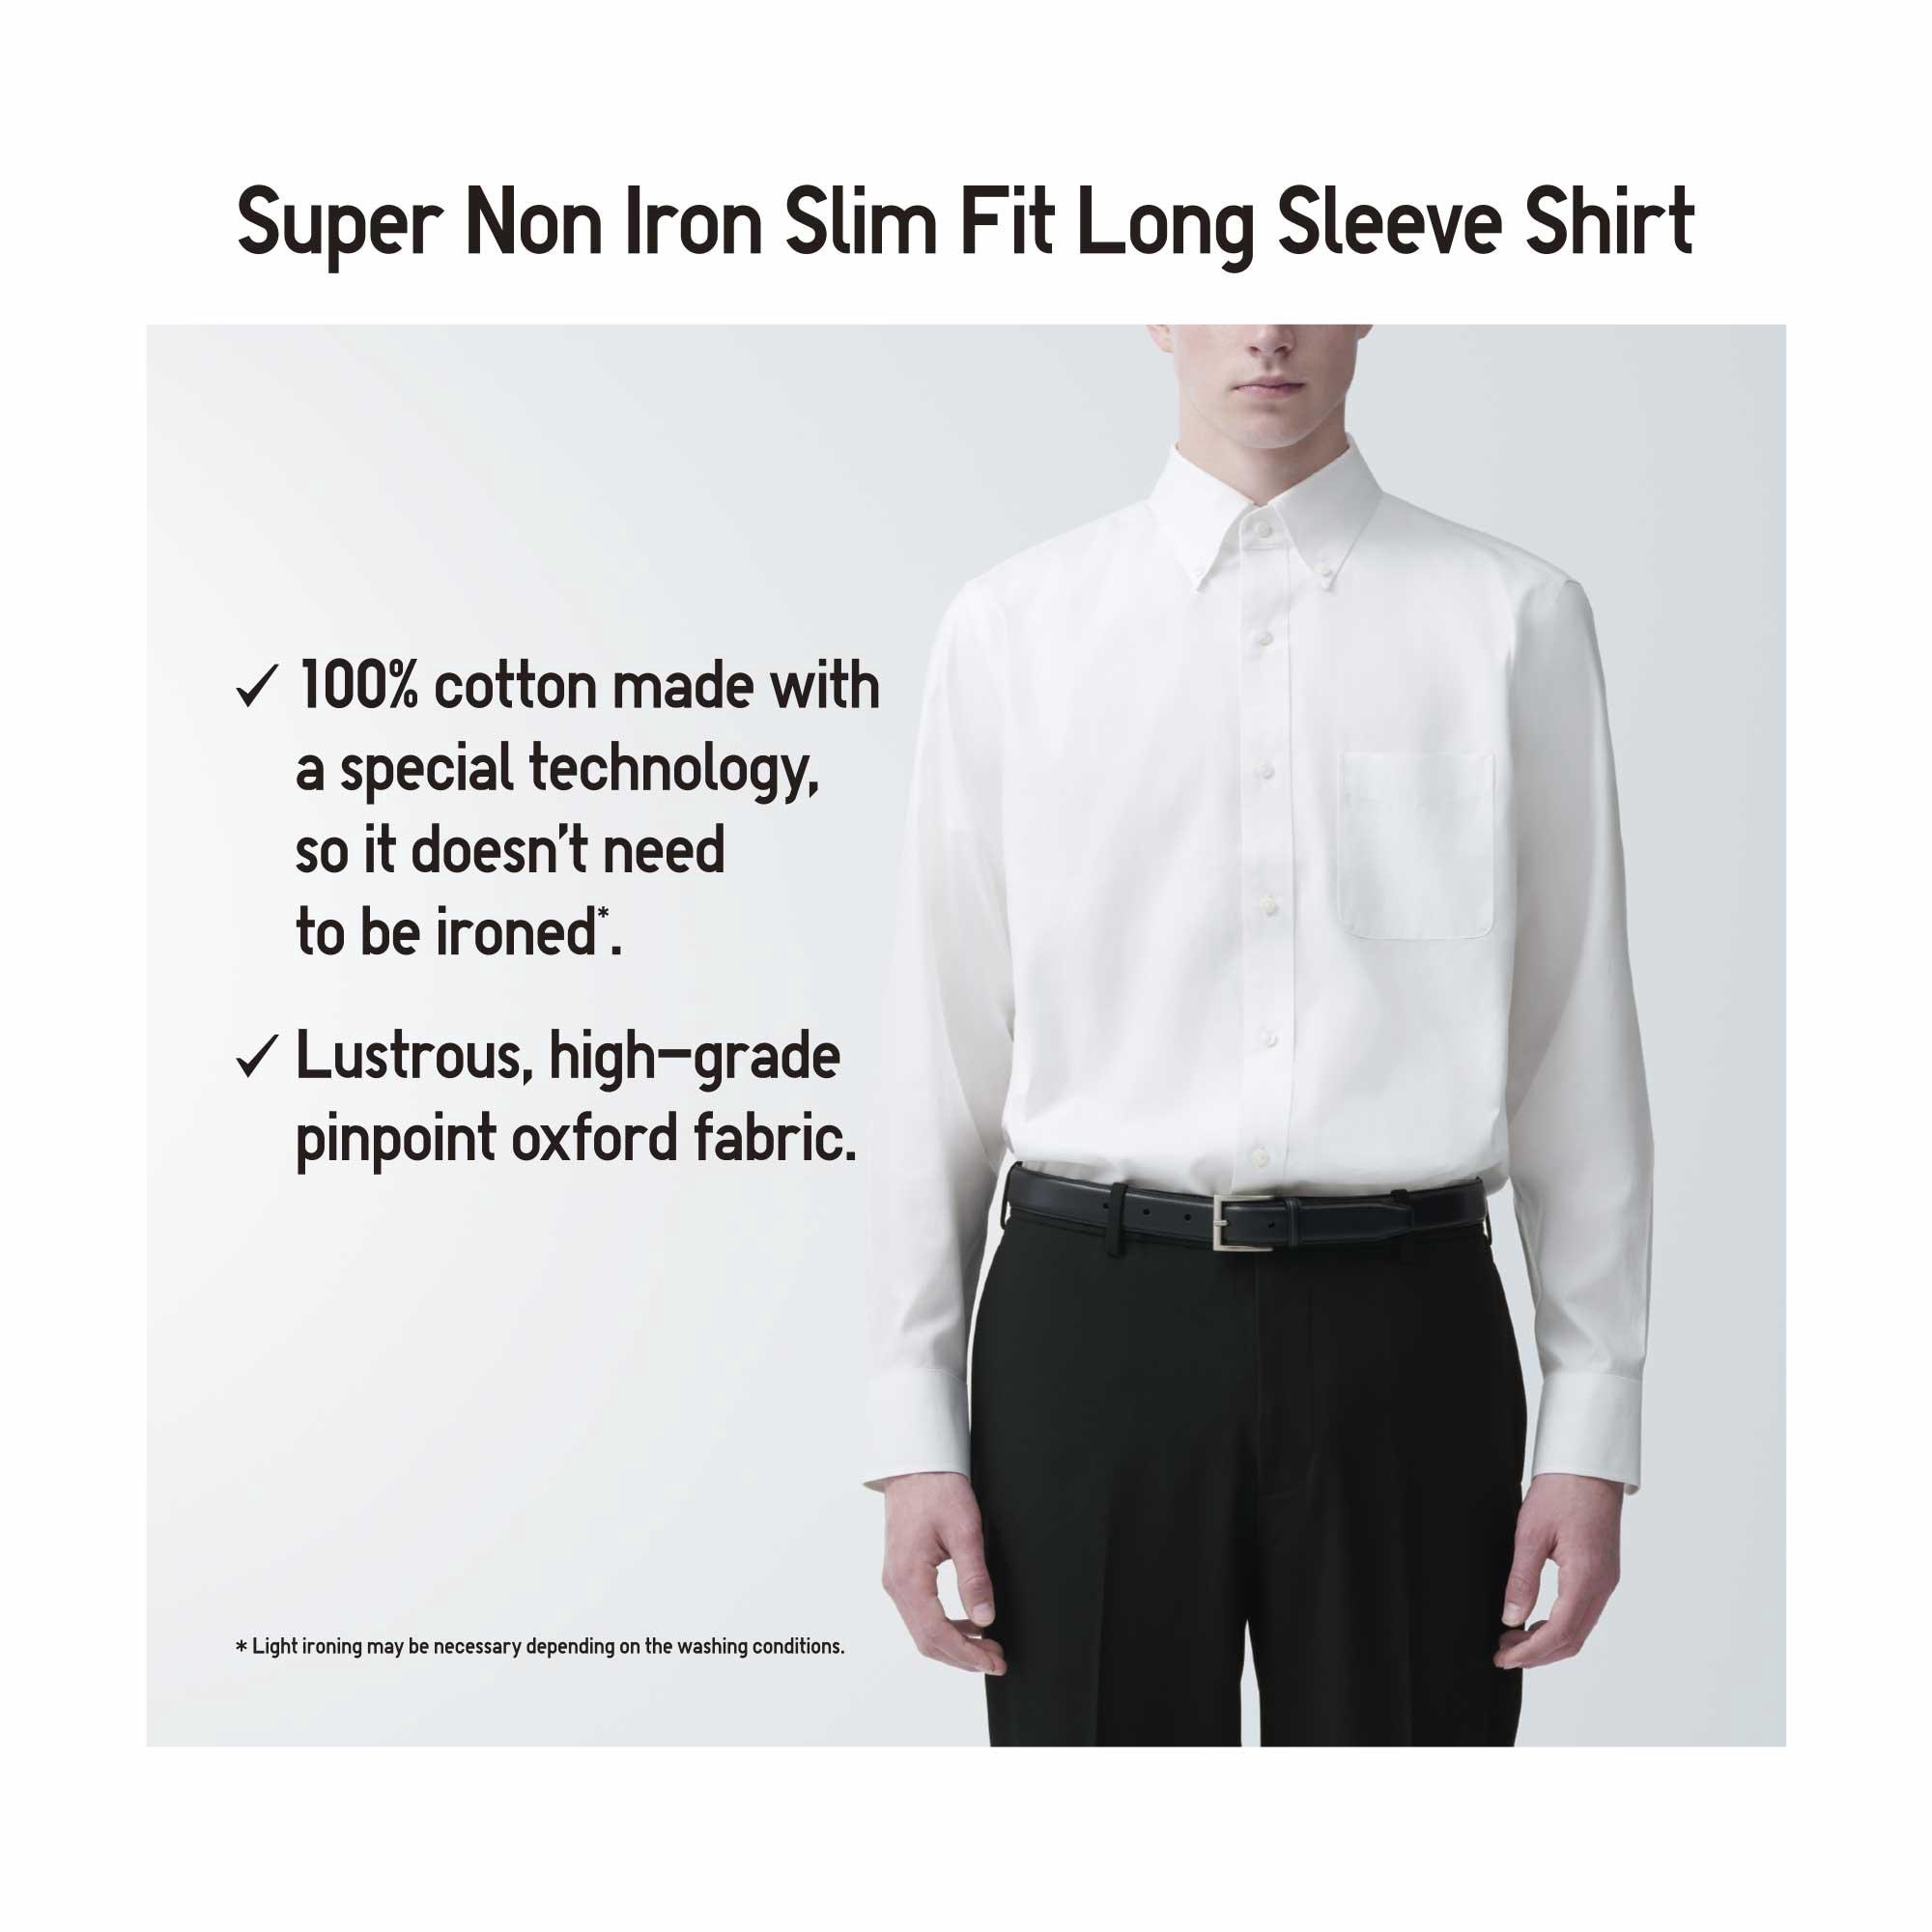 Super Non Iron Slim Fit Long Sleeve Shirt
✓ 100% cotton made with
a special technology,
so it doesn’t need
to be ironed*.
✓ Lustrous, high-grade
pinpoint oxford fabric.
* Light ironing may be necessary depending on the washing conditions.